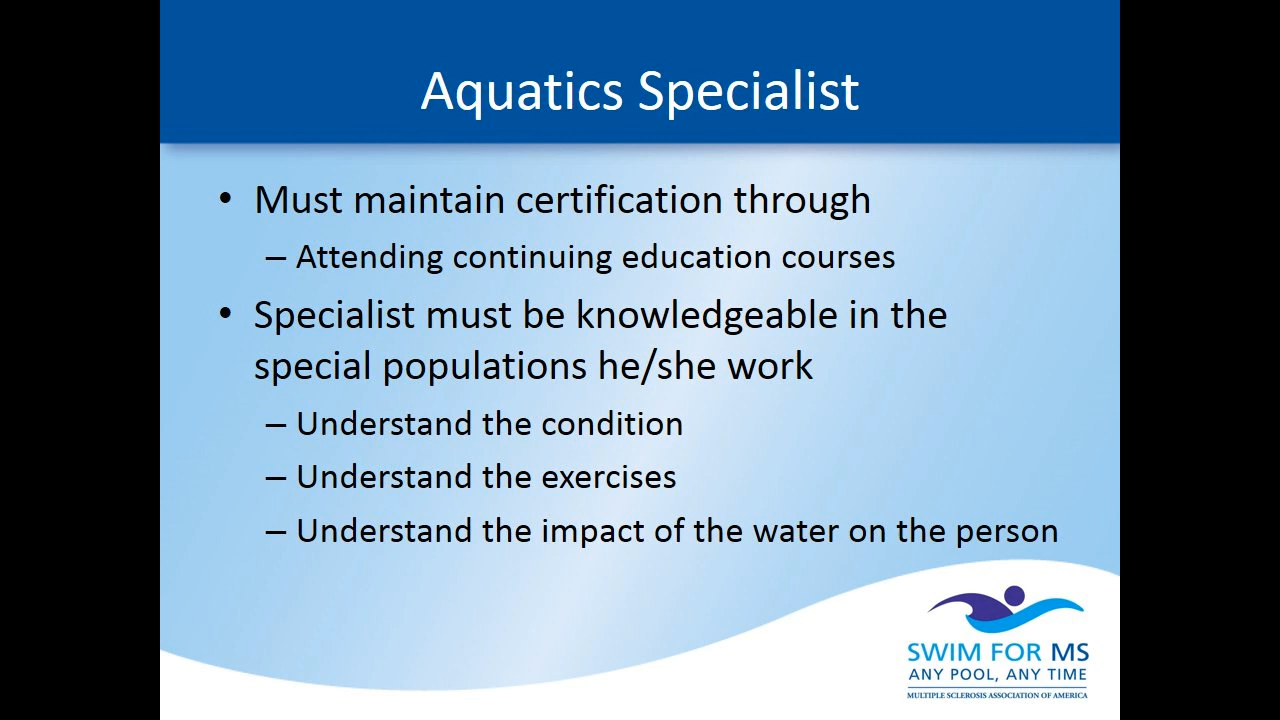 Aquatics Specialist
• Must maintain certification through
– Attending continuing education courses
• Specialist must be knowledgeable in the
special populations he/she work
– Understand the condition
– Understand the exercises
– Understand the impact of the water on the person
SWIM FOR MS
ANY POOL, ANY TIME
MULTIPLE SCLEROSIS ASSOCIATION OF AMERICA